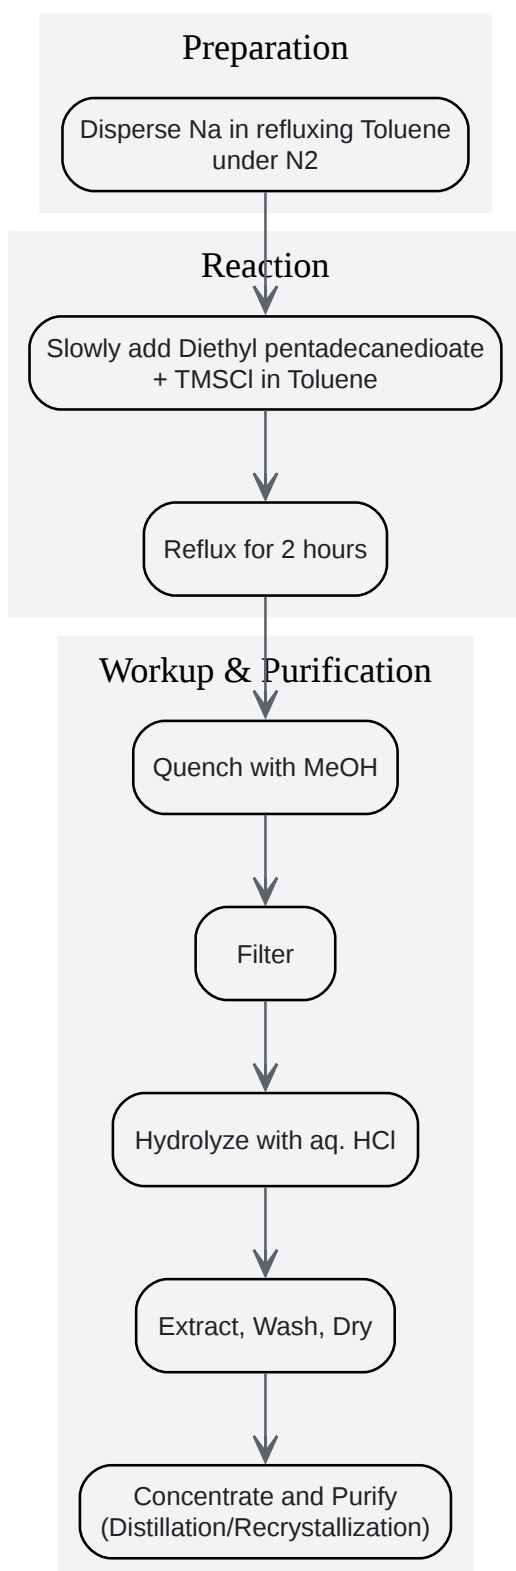 Preparation
Disperse Na in refluxing Toluene
under N2
Reaction
Slowly add Diethyl pentadecanedioate
+ TMSCl in Toluene
Reflux for 2 hours
Workup & Purification
Quench with MeOH
Filter
Hydrolyze with aq. HCl
Extract, Wash, Dry
Concentrate and Purify
(Distillation/Recrystallization)